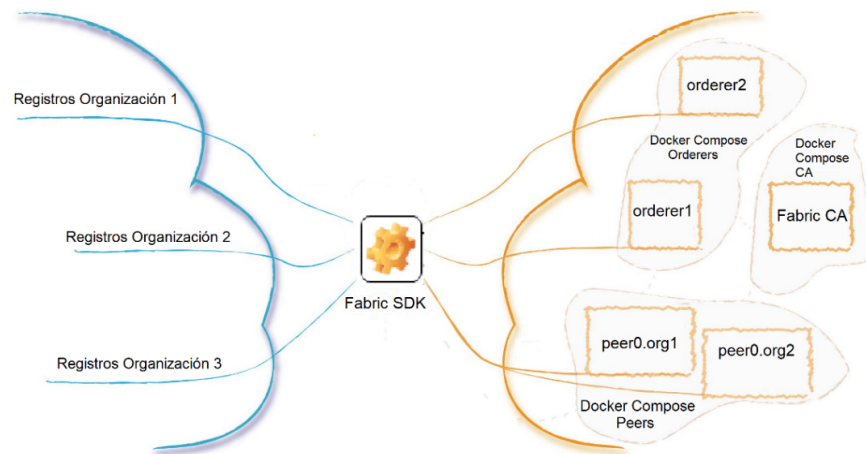 Registros Organización 1
Registros Organización 2
Registros Organización 3
Fabric SDK
orderer2
Docker Compose
Orderers
orderer1
Docker
Compose
CA
Fabric CA
peer0.org1
peer0.org2
Docker Compose
Peers